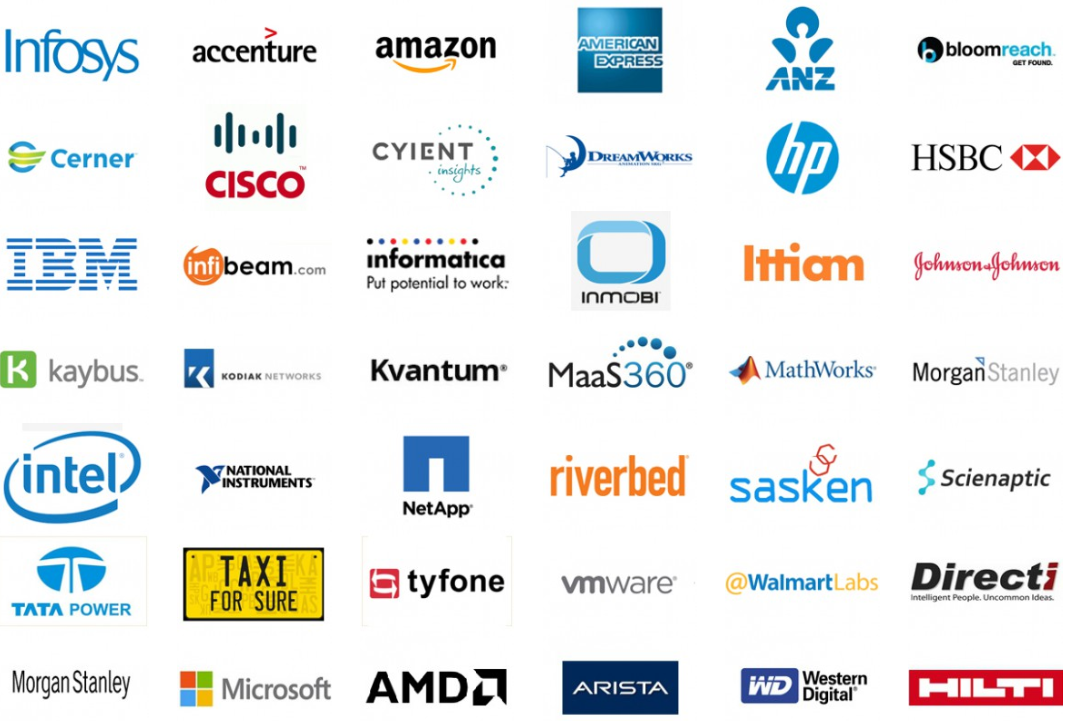 Infosys
accenture
amazon
AMERICAN
EXPRESS
ANZ
bloomreach
GET FOUND.
Cerner
CISCO™
CYIENT
insights
DREAMWORKS
hp
HSBC
IBM
infibeam.com
informatica
Put potential to work.
INMOBI
Ittiam
Johnson+Johnson
K kaybus
KODIAK NETWORKS
Kvantum®
MaaS360®
MathWorks®
Morgan Stanley
intel®
NATIONAL
INSTRUMENTS
NetApp®
riverbed
sasken
Scienaptic
TATA POWER
TAXI
FOR SURE
tyfone
vmware®
@WalmartLabs
Directi
Intelligent People. Uncommon Ideas.
Morgan Stanley
Microsoft
AMD
ARISTA
WD Western
Digital®
HILTI